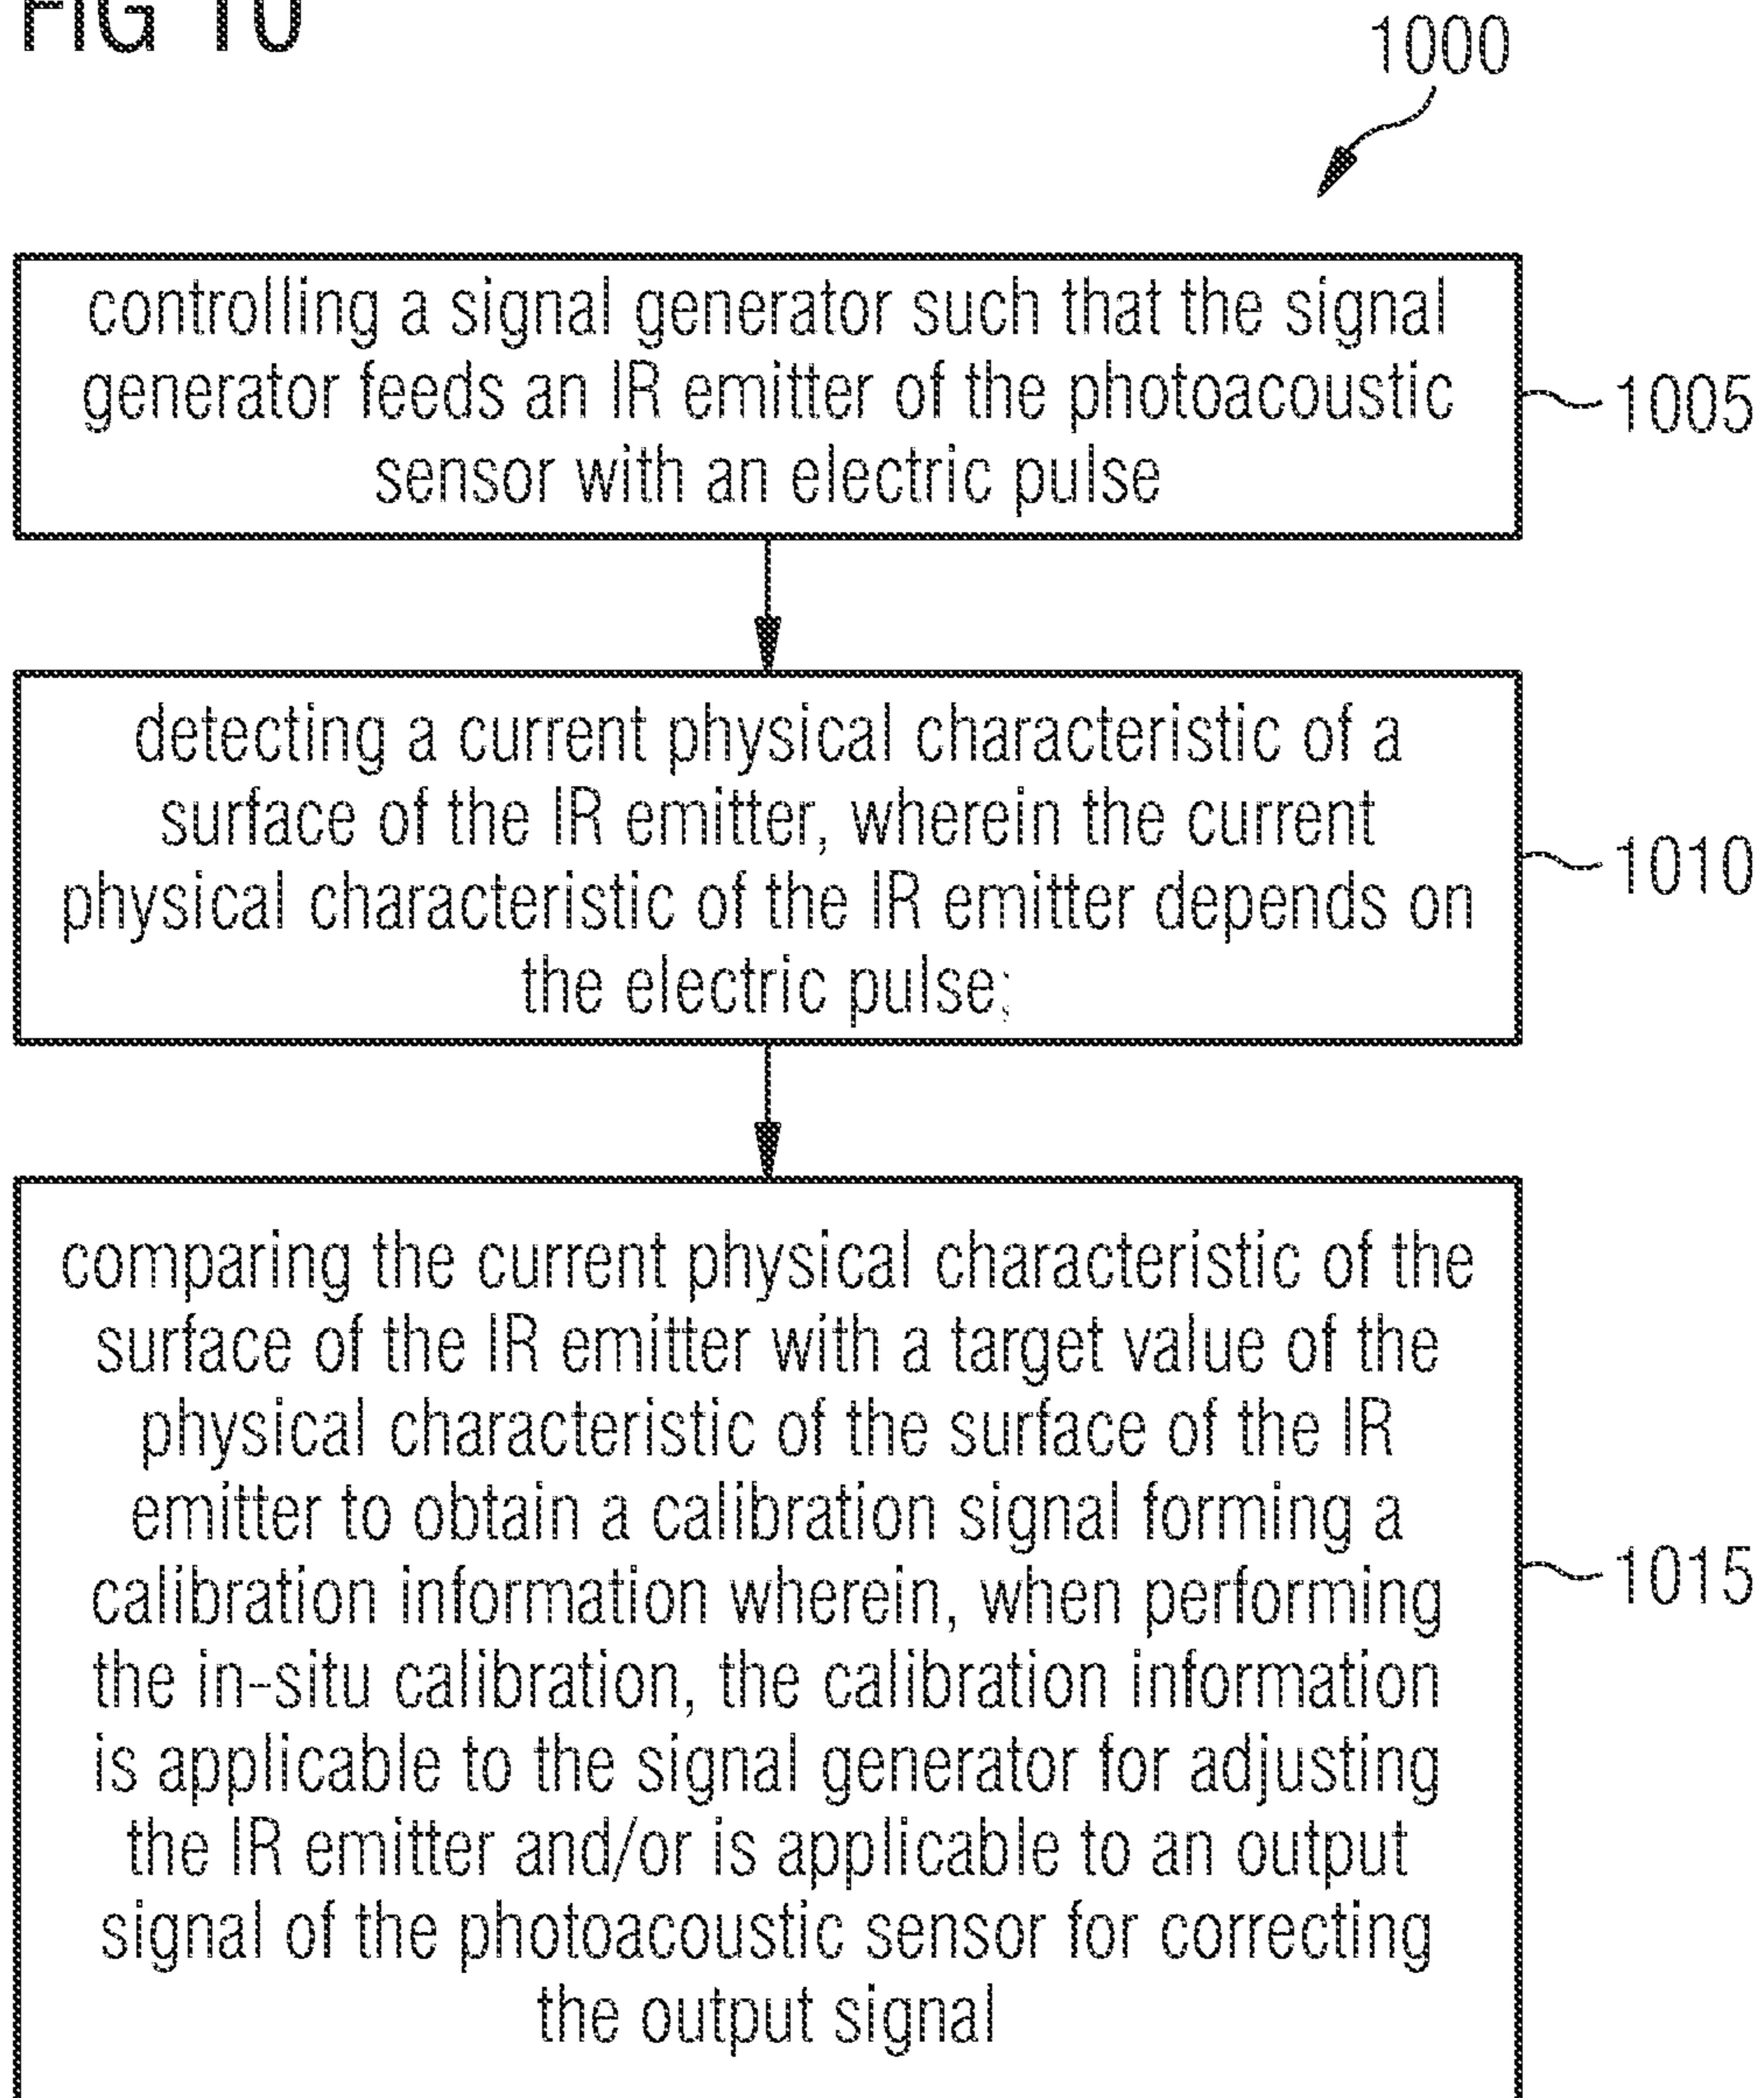 FIG 10
1000
controlling a signal generator such that the signal
generator feeds an IR emitter of the photoacoustic
sensor with an electric pulse
1005
detecting a current physical characteristic of a
surface of the IR emitter, wherein the current
physical characteristic of the IR emitter depends on
the electric pulse;
1010
comparing the current physical characteristic of the
surface of the IR emitter with a target value of the
physical characteristic of the surface of the IR
emitter to obtain a calibration signal forming a
calibration information wherein, when performing
the in-situ calibration, the calibration information
is applicable to the signal generator for adjusting
the IR emitter and/or is applicable to an output
signal of the photoacoustic sensor for correcting
the output signal
1015